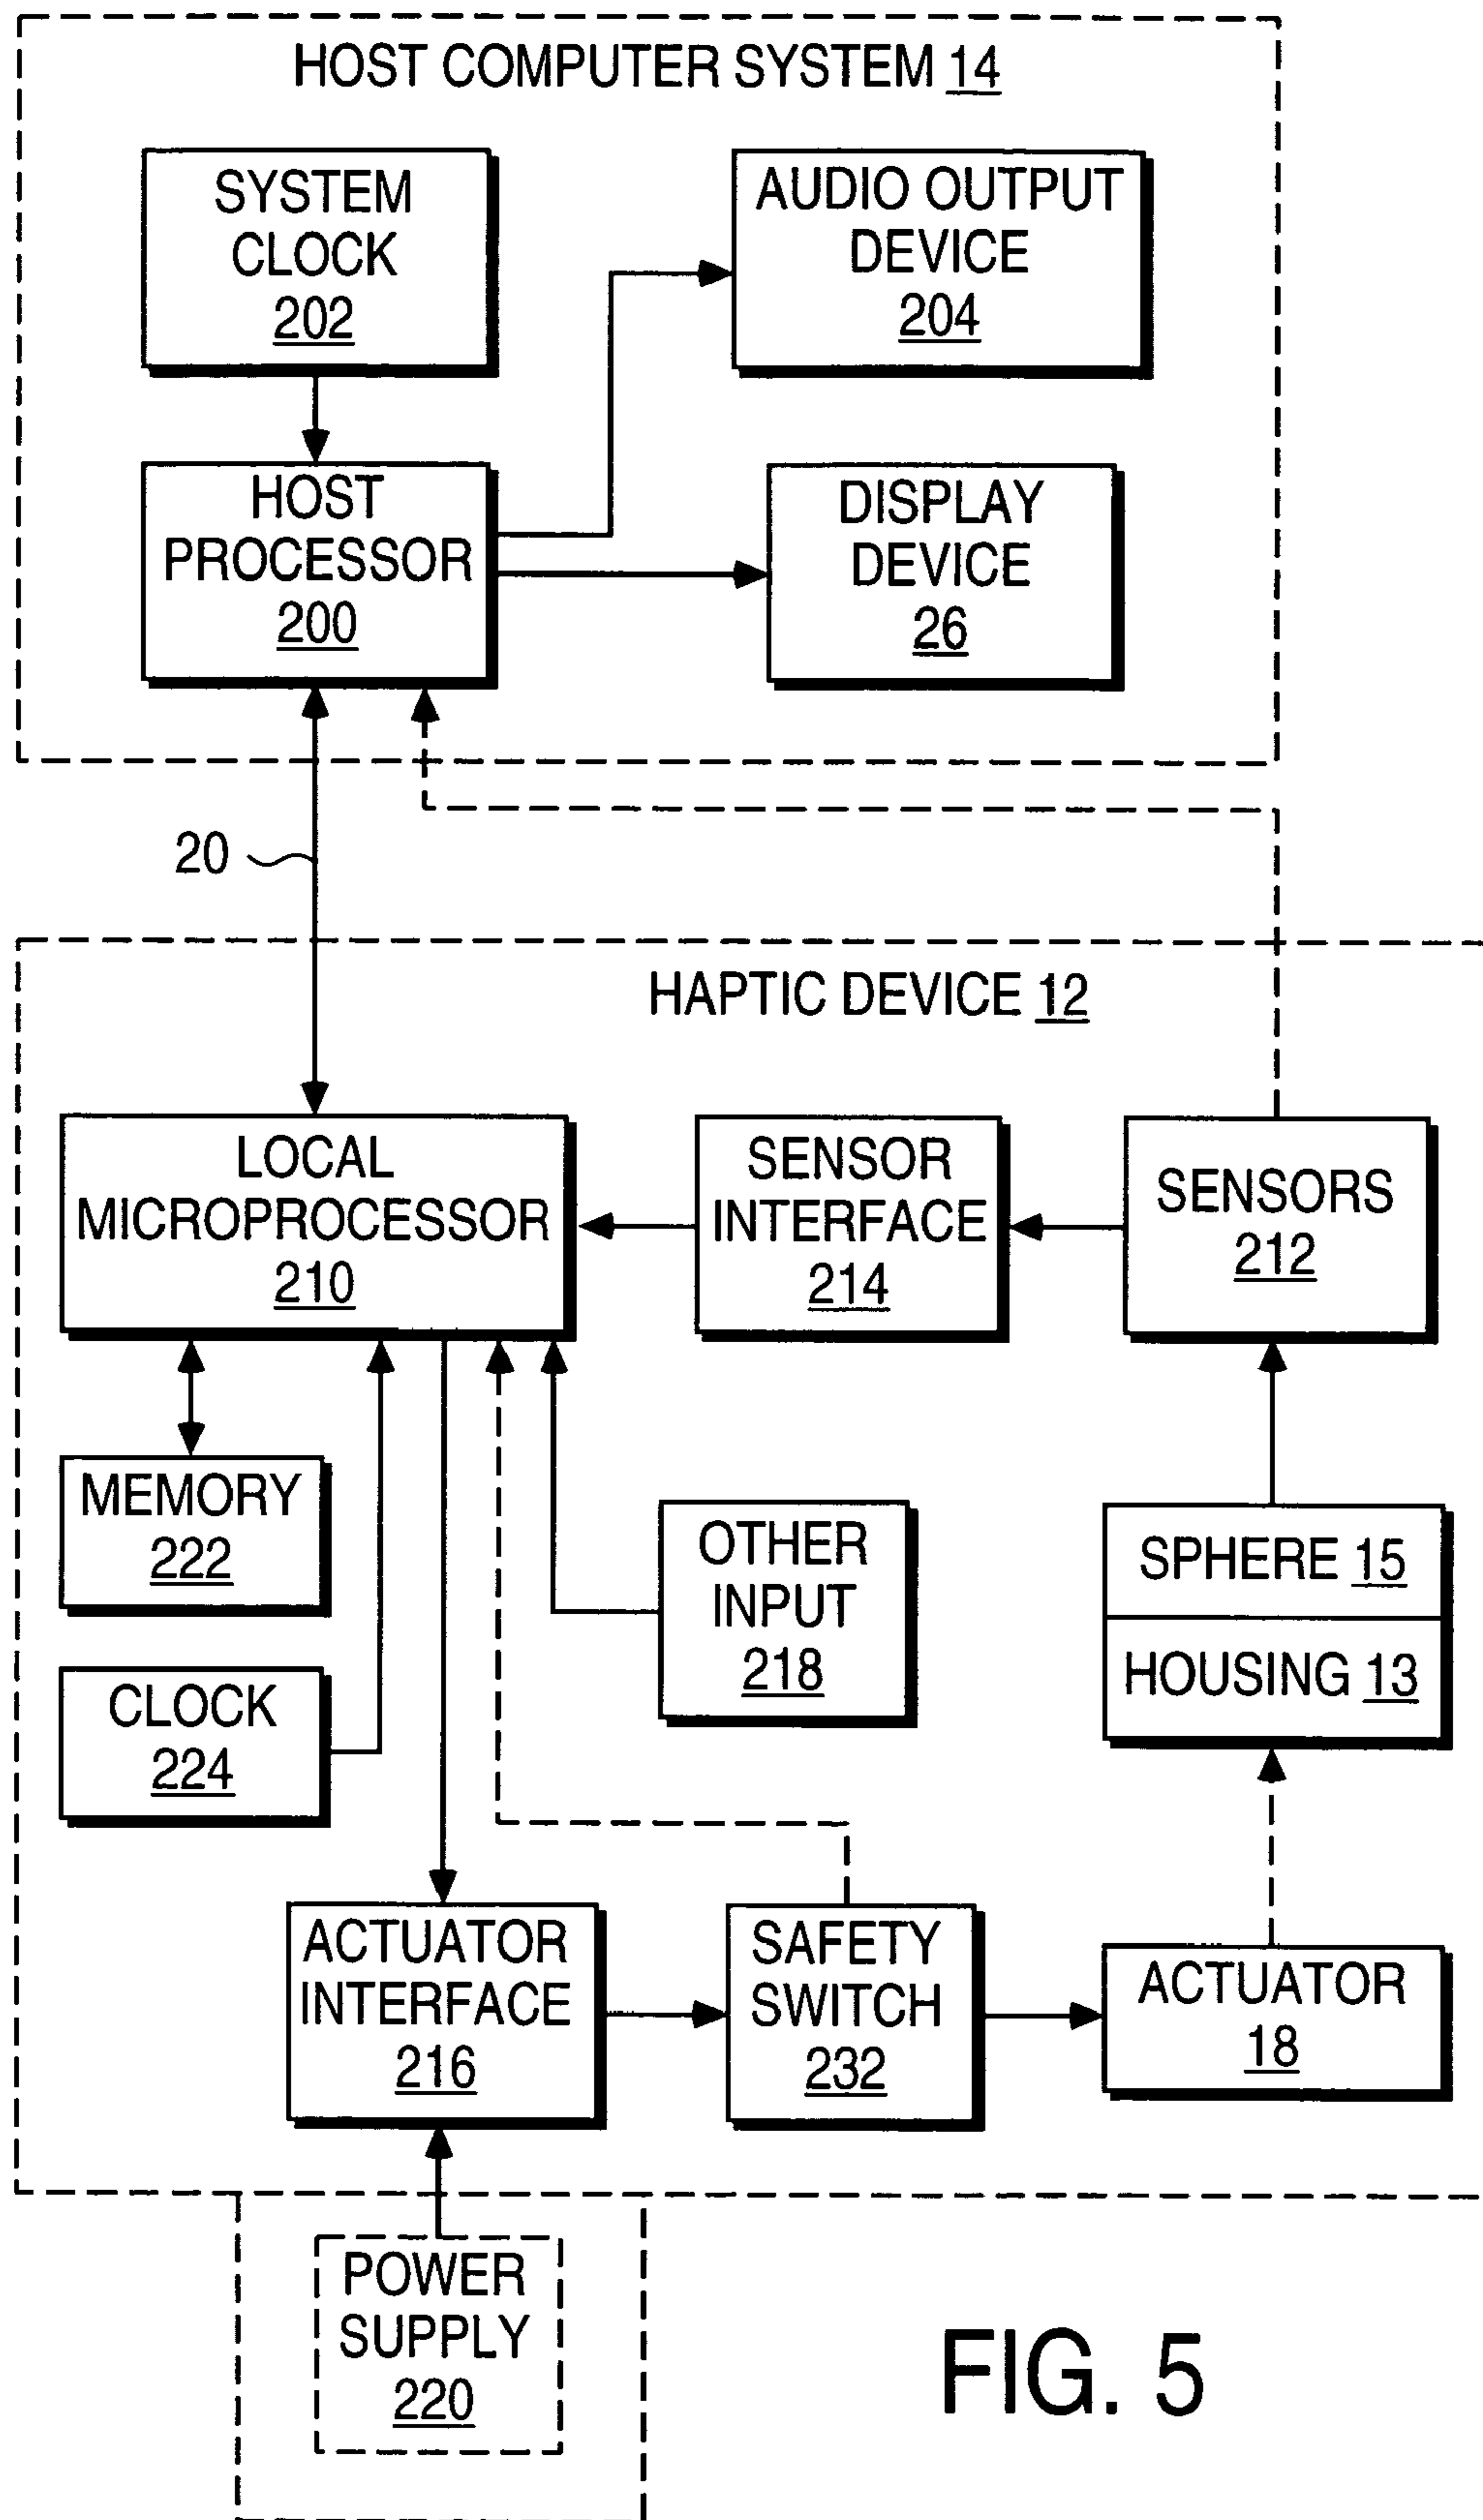 HOST COMPUTER SYSTEM 14
SYSTEM
CLOCK
202
AUDIO OUTPUT
DEVICE
204
HOST
PROCESSOR
200
DISPLAY
DEVICE
26
20
HAPTIC DEVICE 12
LOCAL
MICROPROCESSOR
210
SENSOR
INTERFACE
214
SENSORS
212
MEMORY
222
OTHER
INPUT
218
SPHERE 15
HOUSING 13
CLOCK
224
ACTUATOR
INTERFACE
216
SAFETY
SWITCH
232
ACTUATOR
18
POWER
SUPPLY
220
FIG. 5